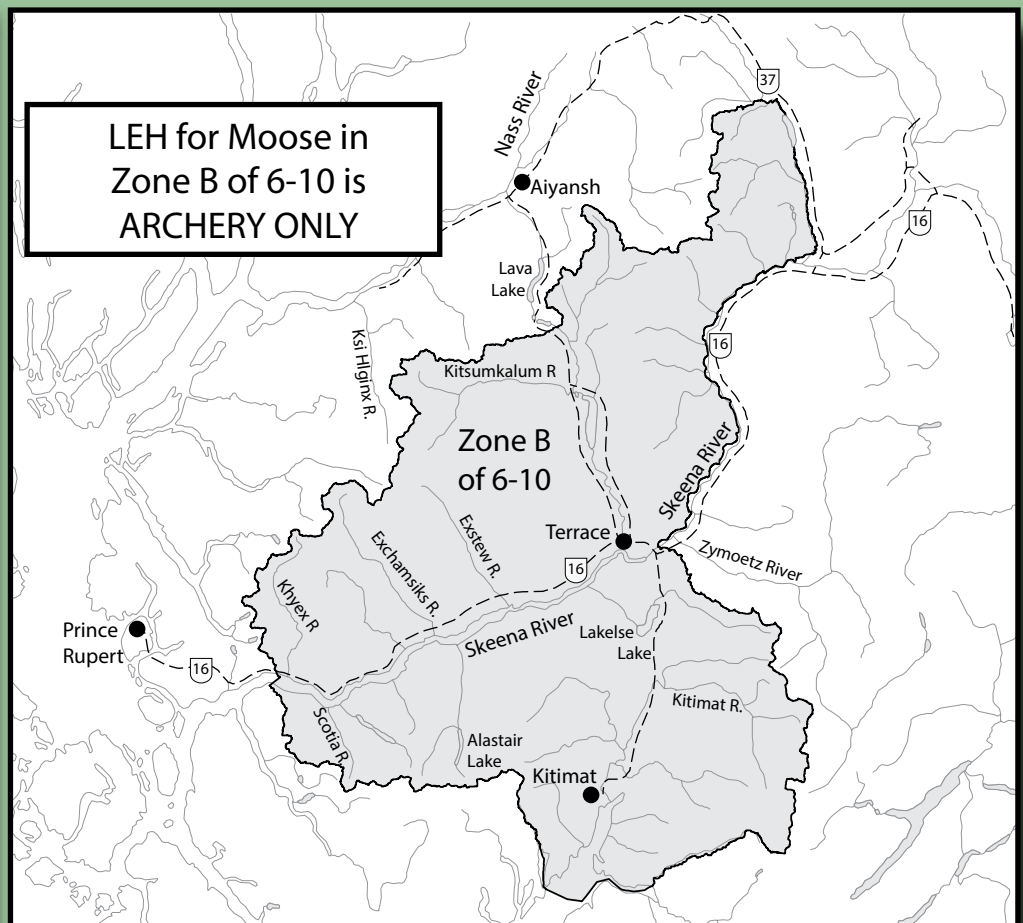 LEH for Moose in
Zone B of 6-10 is
ARCHERY ONLY
37
Nass River
Aiyansh
16
Lava
Lake
16
Ksi Hlginx R.
Kitsumkalum R
Zone B
of 6-10
Skeena River
Terrace
Exstew R.
Exchamsiks R.
16
Zymoetz River
Khyex R
Prince
Rupert
Skeena River
Lakelse
Lake
16
Kitimat R.
Scotia R.
Alastair
Lake
Kitimat